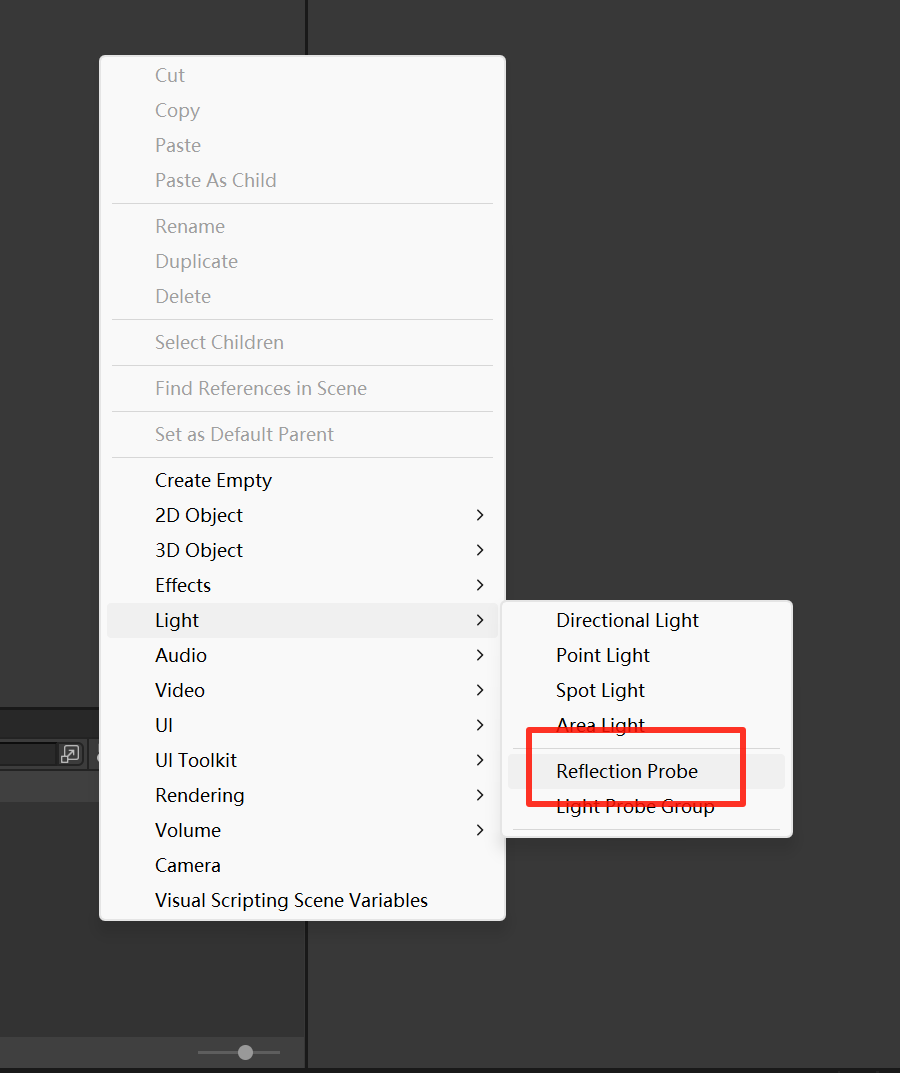 Cut
Copy
Paste
Paste As Child
Rename
Duplicate
Delete
Select Children
Find References in Scene
Set as Default Parent
Create Empty
2D Object
3D Object
Effects
Light
Audio
Video
UI
UI Toolkit
Rendering
Volume
Camera
Visual Scripting Scene Variables
Directional Light
Point Light
Spot Light
Area Light
Reflection Probe
Light Probe Group